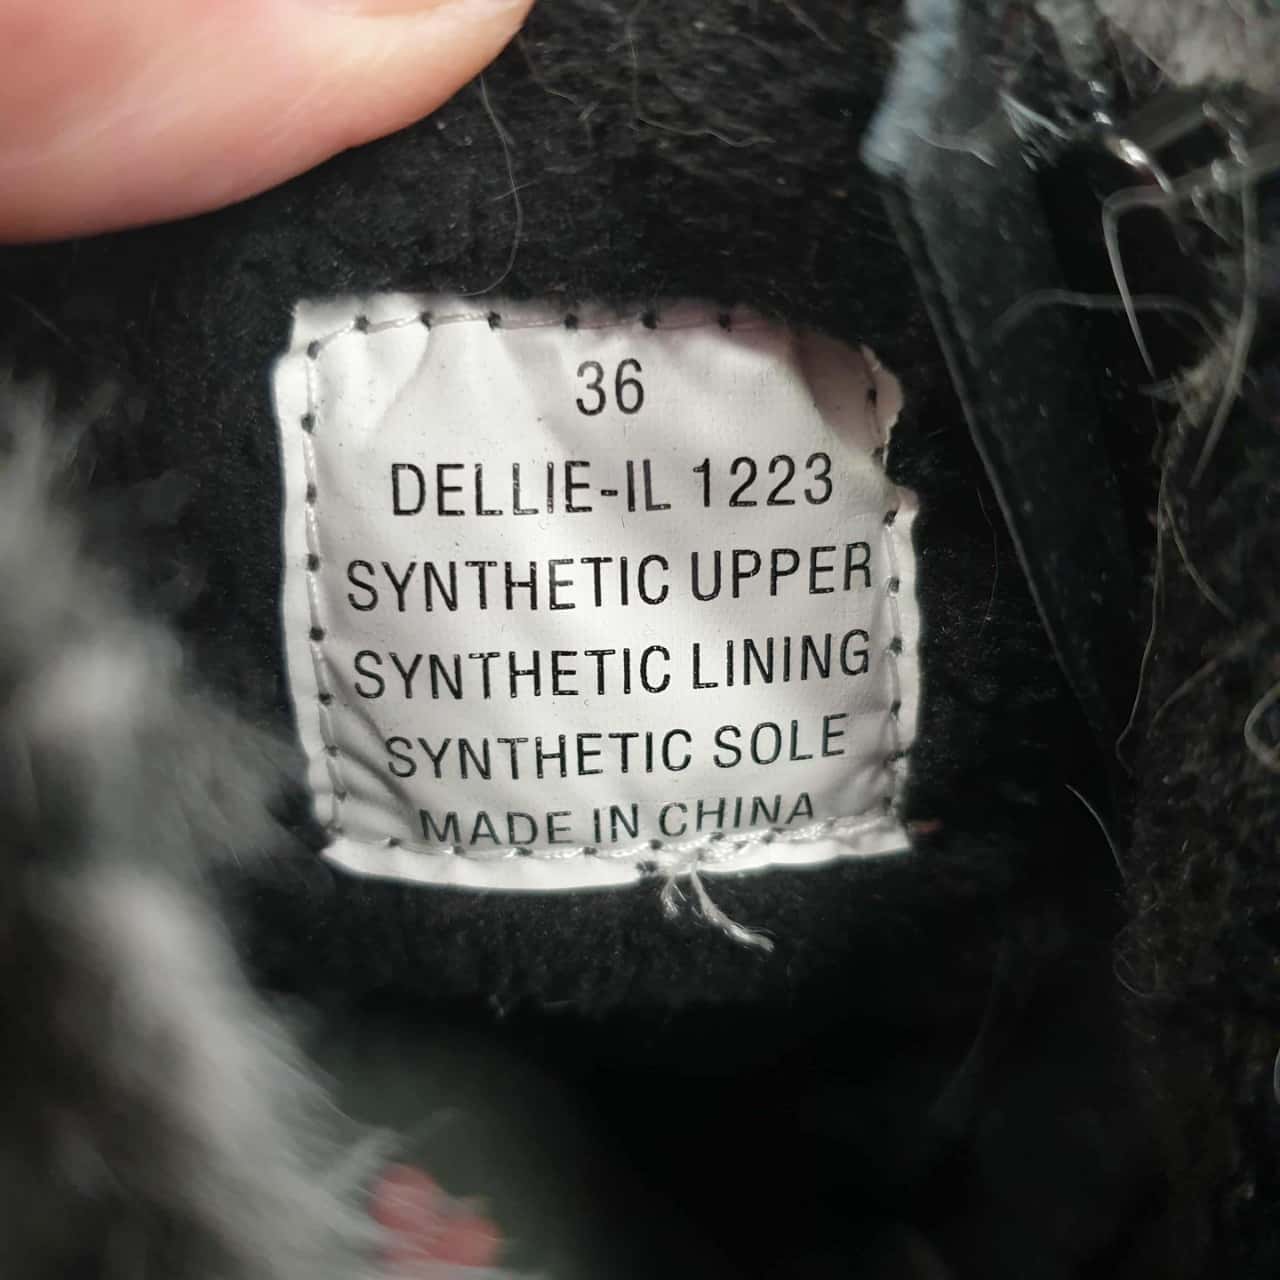 36
DELLIE-IL 1223
SYNTHETIC UPPER
SYNTHETIC LINING
SYNTHETIC SOLE
MADE IN CHINA